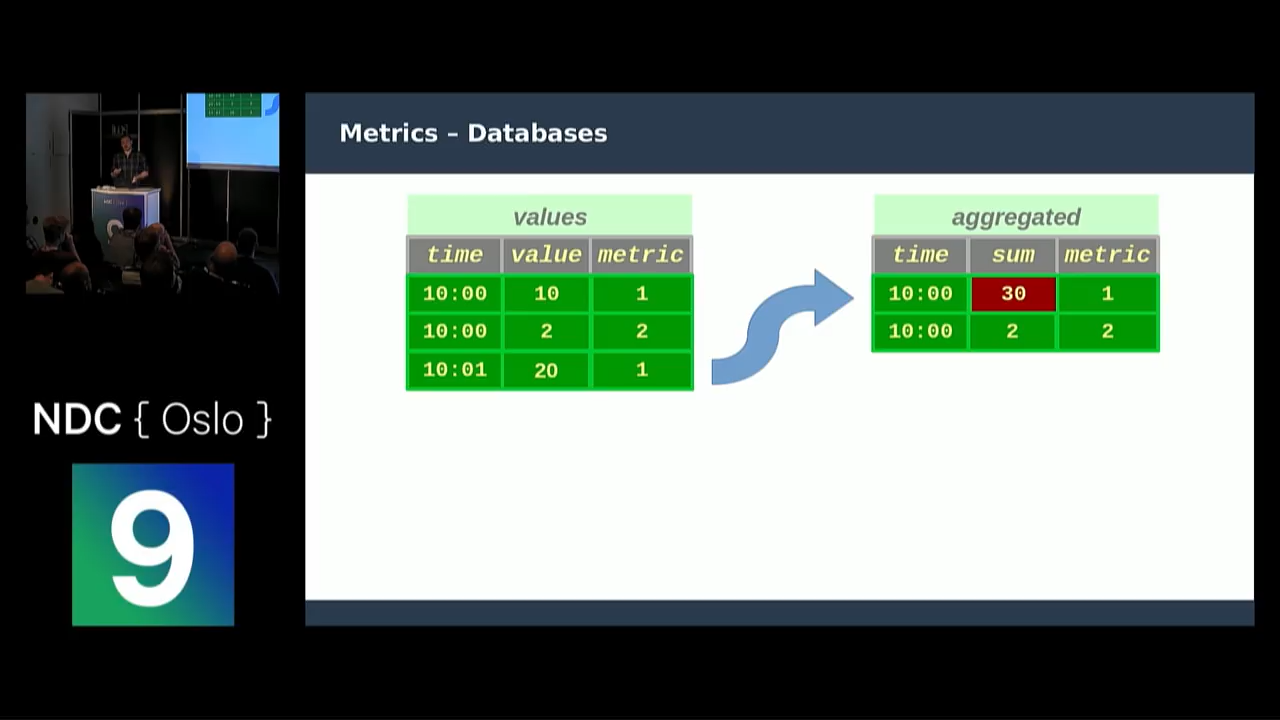 Metrics – Databases
values
time value metric
10:00 10 1
10:00 2 2
10:01 20 1
aggregated
time sum metric
10:00 30 1
10:00 2 2
NDC { Oslo }
9